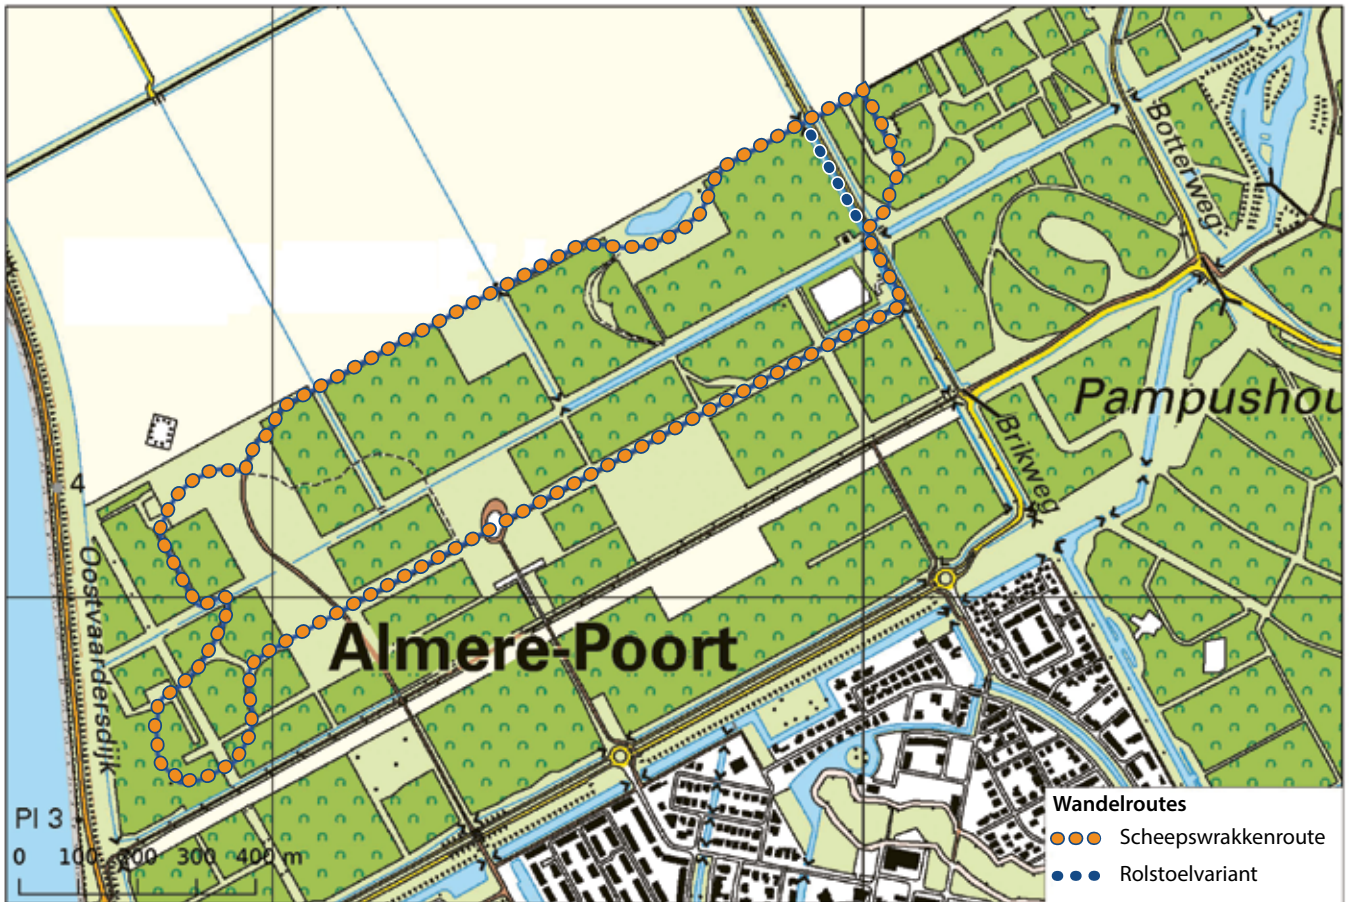 Botterweg
Pampushou
4
Brikweg
Oostvaardersdijk
Almere-Poort
Pl 3
0 100 200 300 400 m
Wandelroutes
Scheepswrakkenroute
Rolstoelvariant